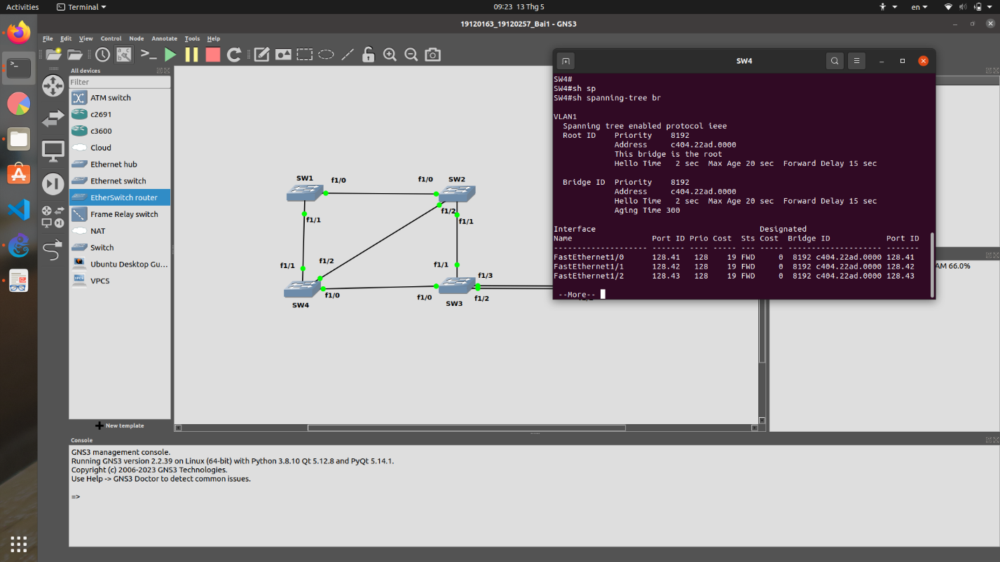 Activities
Terminal
09:23 13 Thg 5
en
19120163_19120257_Bai1 - GNS3
File Edit View Control Node Annotate Tools Help
All devices
Filter
ATM switch
c2691
c3600
Cloud
Ethernet hub
Ethernet switch
EtherSwitch router
Frame Relay switch
NAT
Switch
Ubuntu Desktop Gu...
VPCS
New template
SW1
f1/0
f1/0
SW2
f1/2
f1/1
f1/1
f1/2
f1/1
f1/1
f1/3
SW4
f1/0
f1/0
SW3
f1/2
SW4
SW4#
SW4#sh sp
SW4#sh spanning-tree br
VLAN1
Spanning tree enabled protocol ieee
Root ID Priority 8192
Address c404.22ad.0000
This bridge is the root
Hello Time 2 sec Max Age 20 sec Forward Delay 15 sec
Bridge ID Priority 8192
Address c404.22ad.0000
Hello Time 2 sec Max Age 20 sec Forward Delay 15 sec
Aging Time 300
Interface Designated
Name Port ID Prio Cost Sts Cost Bridge ID Port ID
-------------------- ------- ---- ----- --- ----- -------------------- -------
FastEthernet1/0 128.41 128 19 FWD 0 8192 c404.22ad.0000 128.41
FastEthernet1/1 128.42 128 19 FWD 0 8192 c404.22ad.0000 128.42
FastEthernet1/2 128.43 128 19 FWD 0 8192 c404.22ad.0000 128.43
--More--
AM 66.0%
Console
GNS3 management console.
Running GNS3 version 2.2.39 on Linux (64-bit) with Python 3.8.10 Qt 5.12.8 and PyQt 5.14.1.
Copyright (c) 2006-2023 GNS3 Technologies.
Use Help -> GNS3 Doctor to detect common issues.
=>